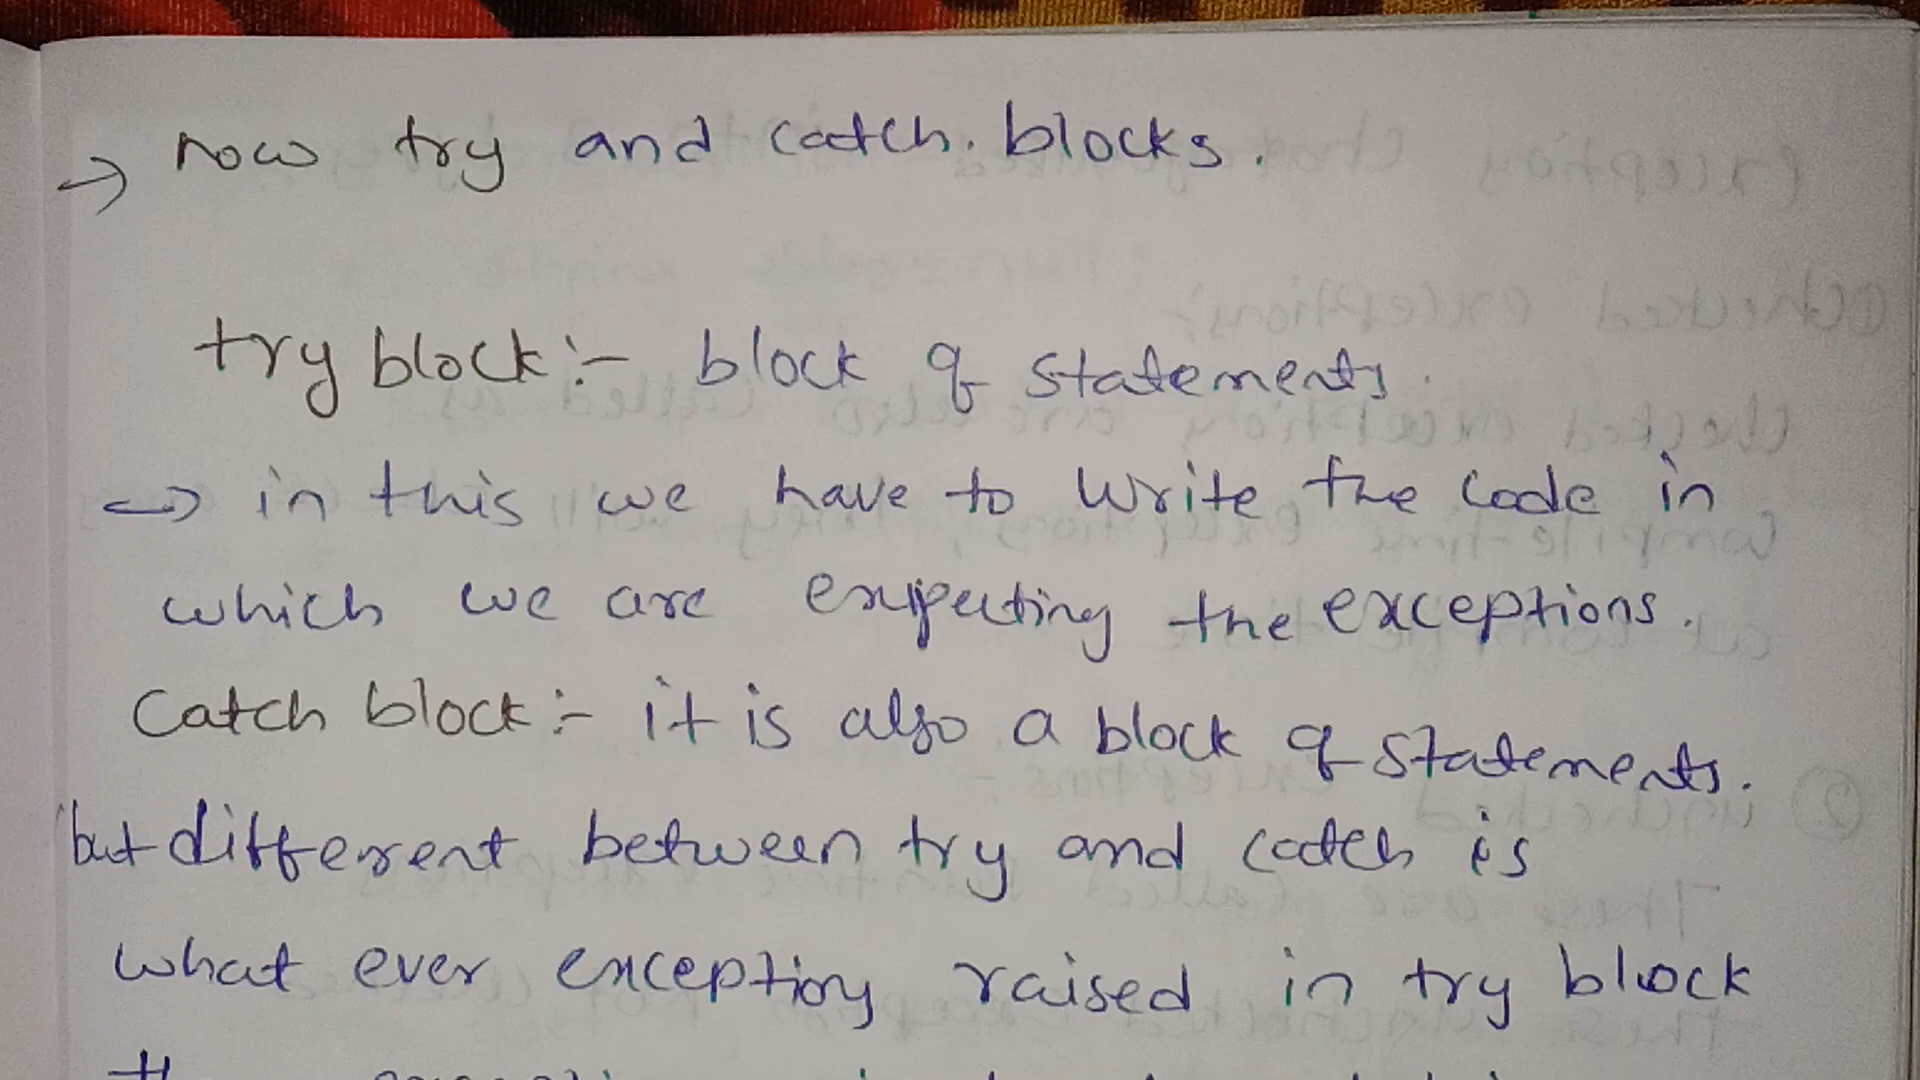 → now try and catch. blocks.
try block:- block of statements.
→ in this we have to write the code in
which we are expecting the exceptions.
Catch block:- it is also a block of statements.
but different between try and catch is
what ever exception raised in try block